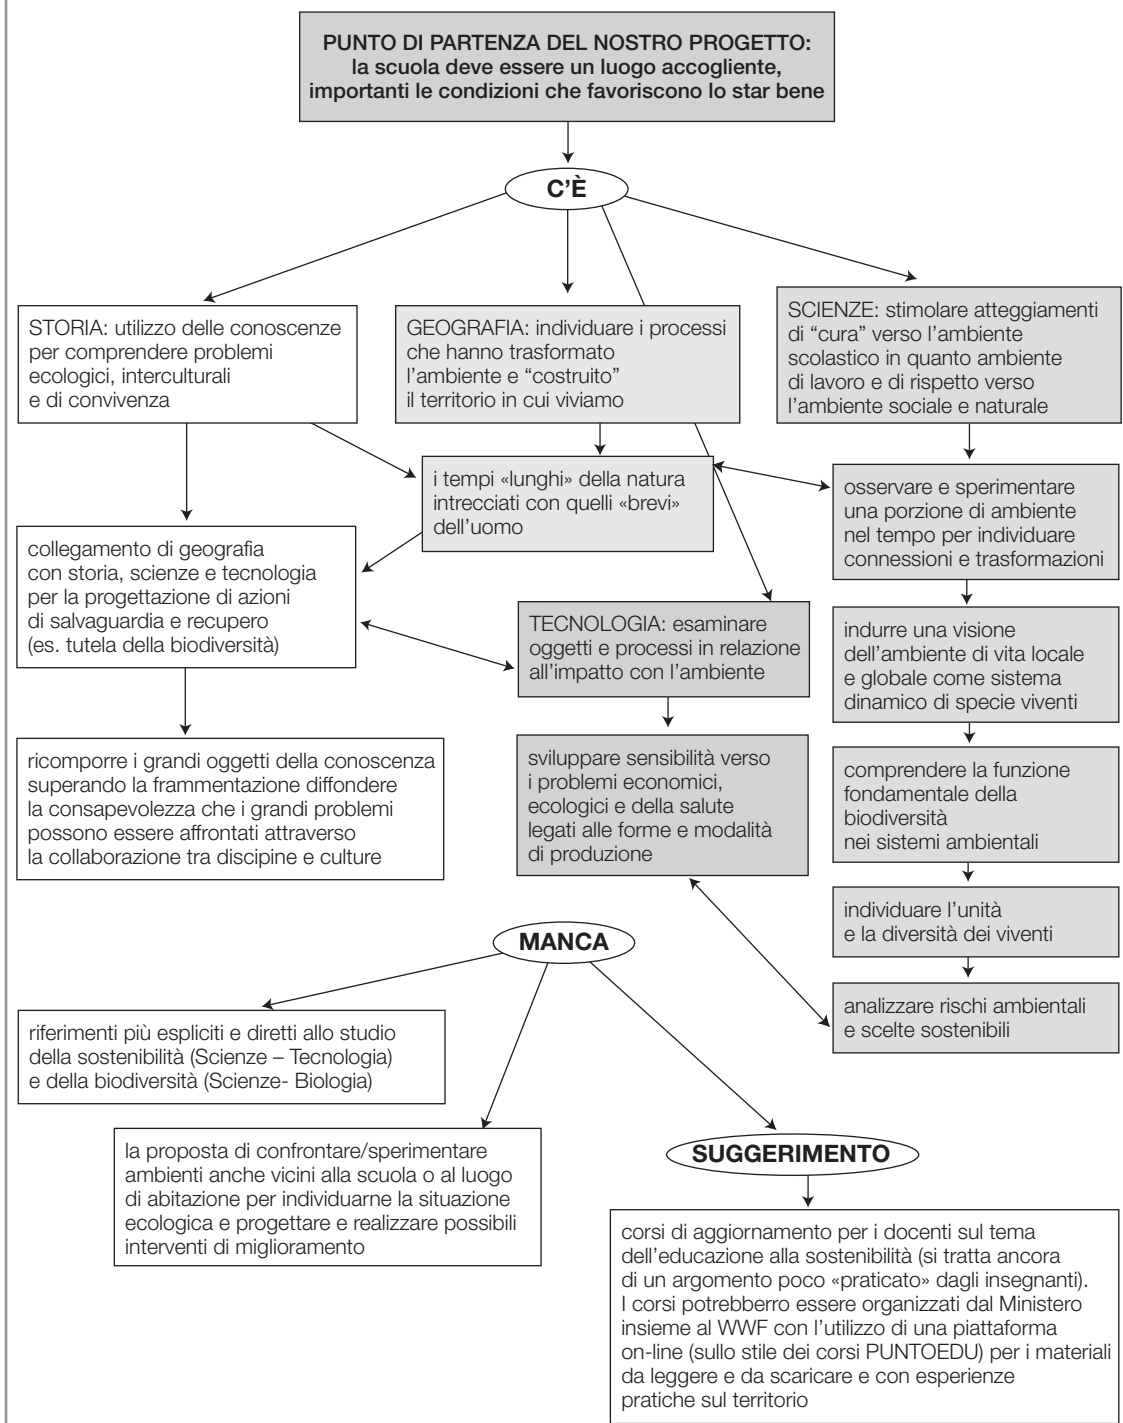 PUNTO DI PARTENZA DEL NOSTRO PROGETTO:
la scuola deve essere un luogo accogliente,
importanti le condizioni che favoriscono lo star bene
C'È
STORIA: utilizzo delle conoscenze
per comprendere problemi
ecologici, interculturali
e di convivenza
GEOGRAFIA: individuare i processi
che hanno trasformato
l'ambiente e “costruito”
il territorio in cui viviamo
SCIENZE: stimolare atteggiamenti
di “cura” verso l'ambiente
scolastico in quanto ambiente
di lavoro e di rispetto verso
l'ambiente sociale e naturale
i tempi «lunghi» della natura
intrecciati con quelli «brevi»
dell'uomo
osservare e sperimentare
una porzione di ambiente
nel tempo per individuare
connessioni e trasformazioni
collegamento di geografia
con storia, scienze e tecnologia
per la progettazione di azioni
di salvaguardia e recupero
(es. tutela della biodiversità)
TECNOLOGIA: esaminare
oggetti e processi in relazione
all'impatto con l'ambiente
indurre una visione
dell'ambiente di vita locale
e globale come sistema
dinamico di specie viventi
ricomporre i grandi oggetti della conoscenza
superando la frammentazione diffondere
la consapevolezza che i grandi problemi
possono essere affrontati attraverso
la collaborazione tra discipine e culture
sviluppare sensibilità verso
i problemi economici,
ecologici e della salute
legati alle forme e modalità
di produzione
comprendere la funzione
fondamentale della
biodiversità
nei sistemi ambientali
individuare l'unità
e la diversità dei viventi
analizzare rischi ambientali
e scelte sostenibili
MANCA
riferimenti più espliciti e diretti allo studio
della sostenibilità (Scienze – Tecnologia)
e della biodiversità (Scienze- Biologia)
la proposta di confrontare/sperimentare
ambienti anche vicini alla scuola o al luogo
di abitazione per individuarne la situazione
ecologica e progettare e realizzare possibili
interventi di miglioramento
SUGGERIMENTO
corsi di aggiornamento per i docenti sul tema
dell'educazione alla sostenibilità (si tratta ancora
di un argomento poco «praticato» dagli insegnanti).
I corsi potrebberro essere organizzati dal Ministero
insieme al WWF con l'utilizzo di una piattaforma
on-line (sullo stile dei corsi PUNTOEDU) per i materiali
da leggere e da scaricare e con esperienze
pratiche sul territorio